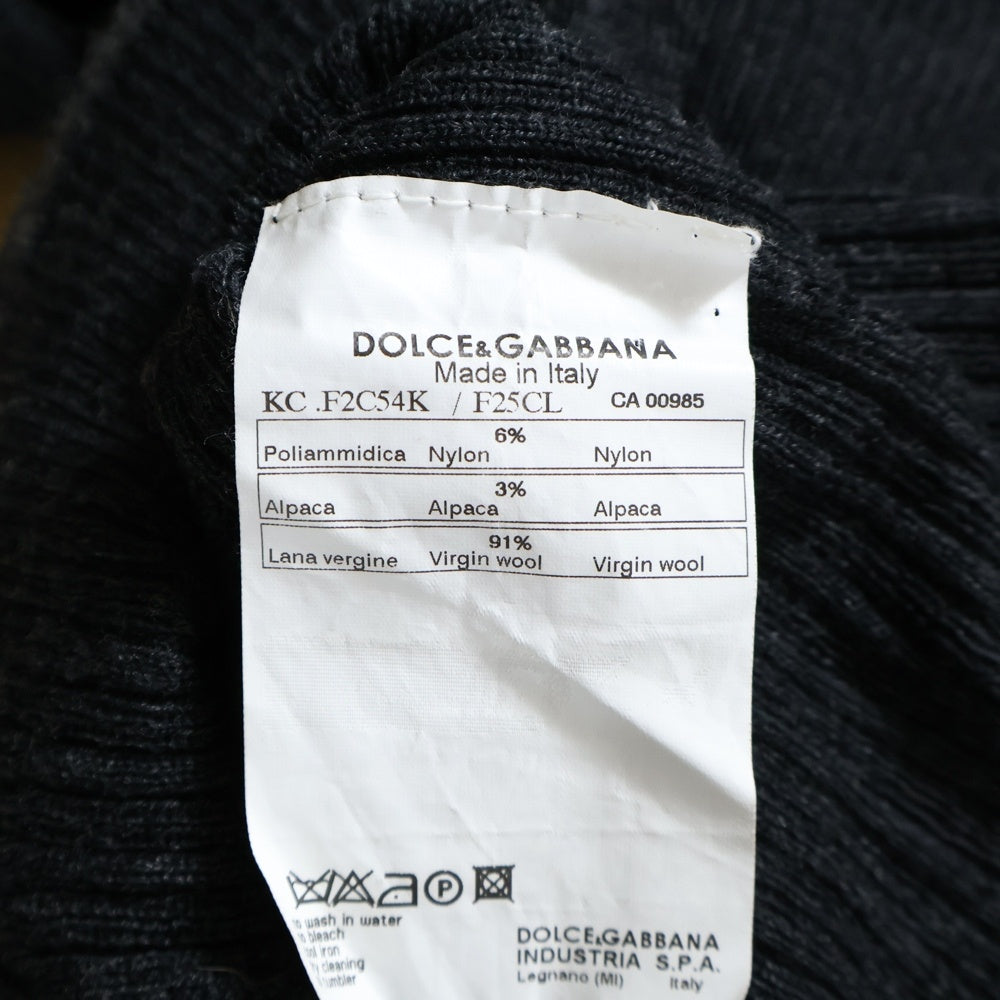 DOLCE&GABBANA
Made in Italy
KC .F2C54K / F25CL CA 00985
6%
Poliammidica Nylon Nylon
3%
Alpaca Alpaca Alpaca
91%
Lana vergine Virgin wool Virgin wool
P
wash in water
bleach
iron
cleaning
DOLCE&GABBANA
INDUSTRIA S.P.A.
Legnano (MI) Italy